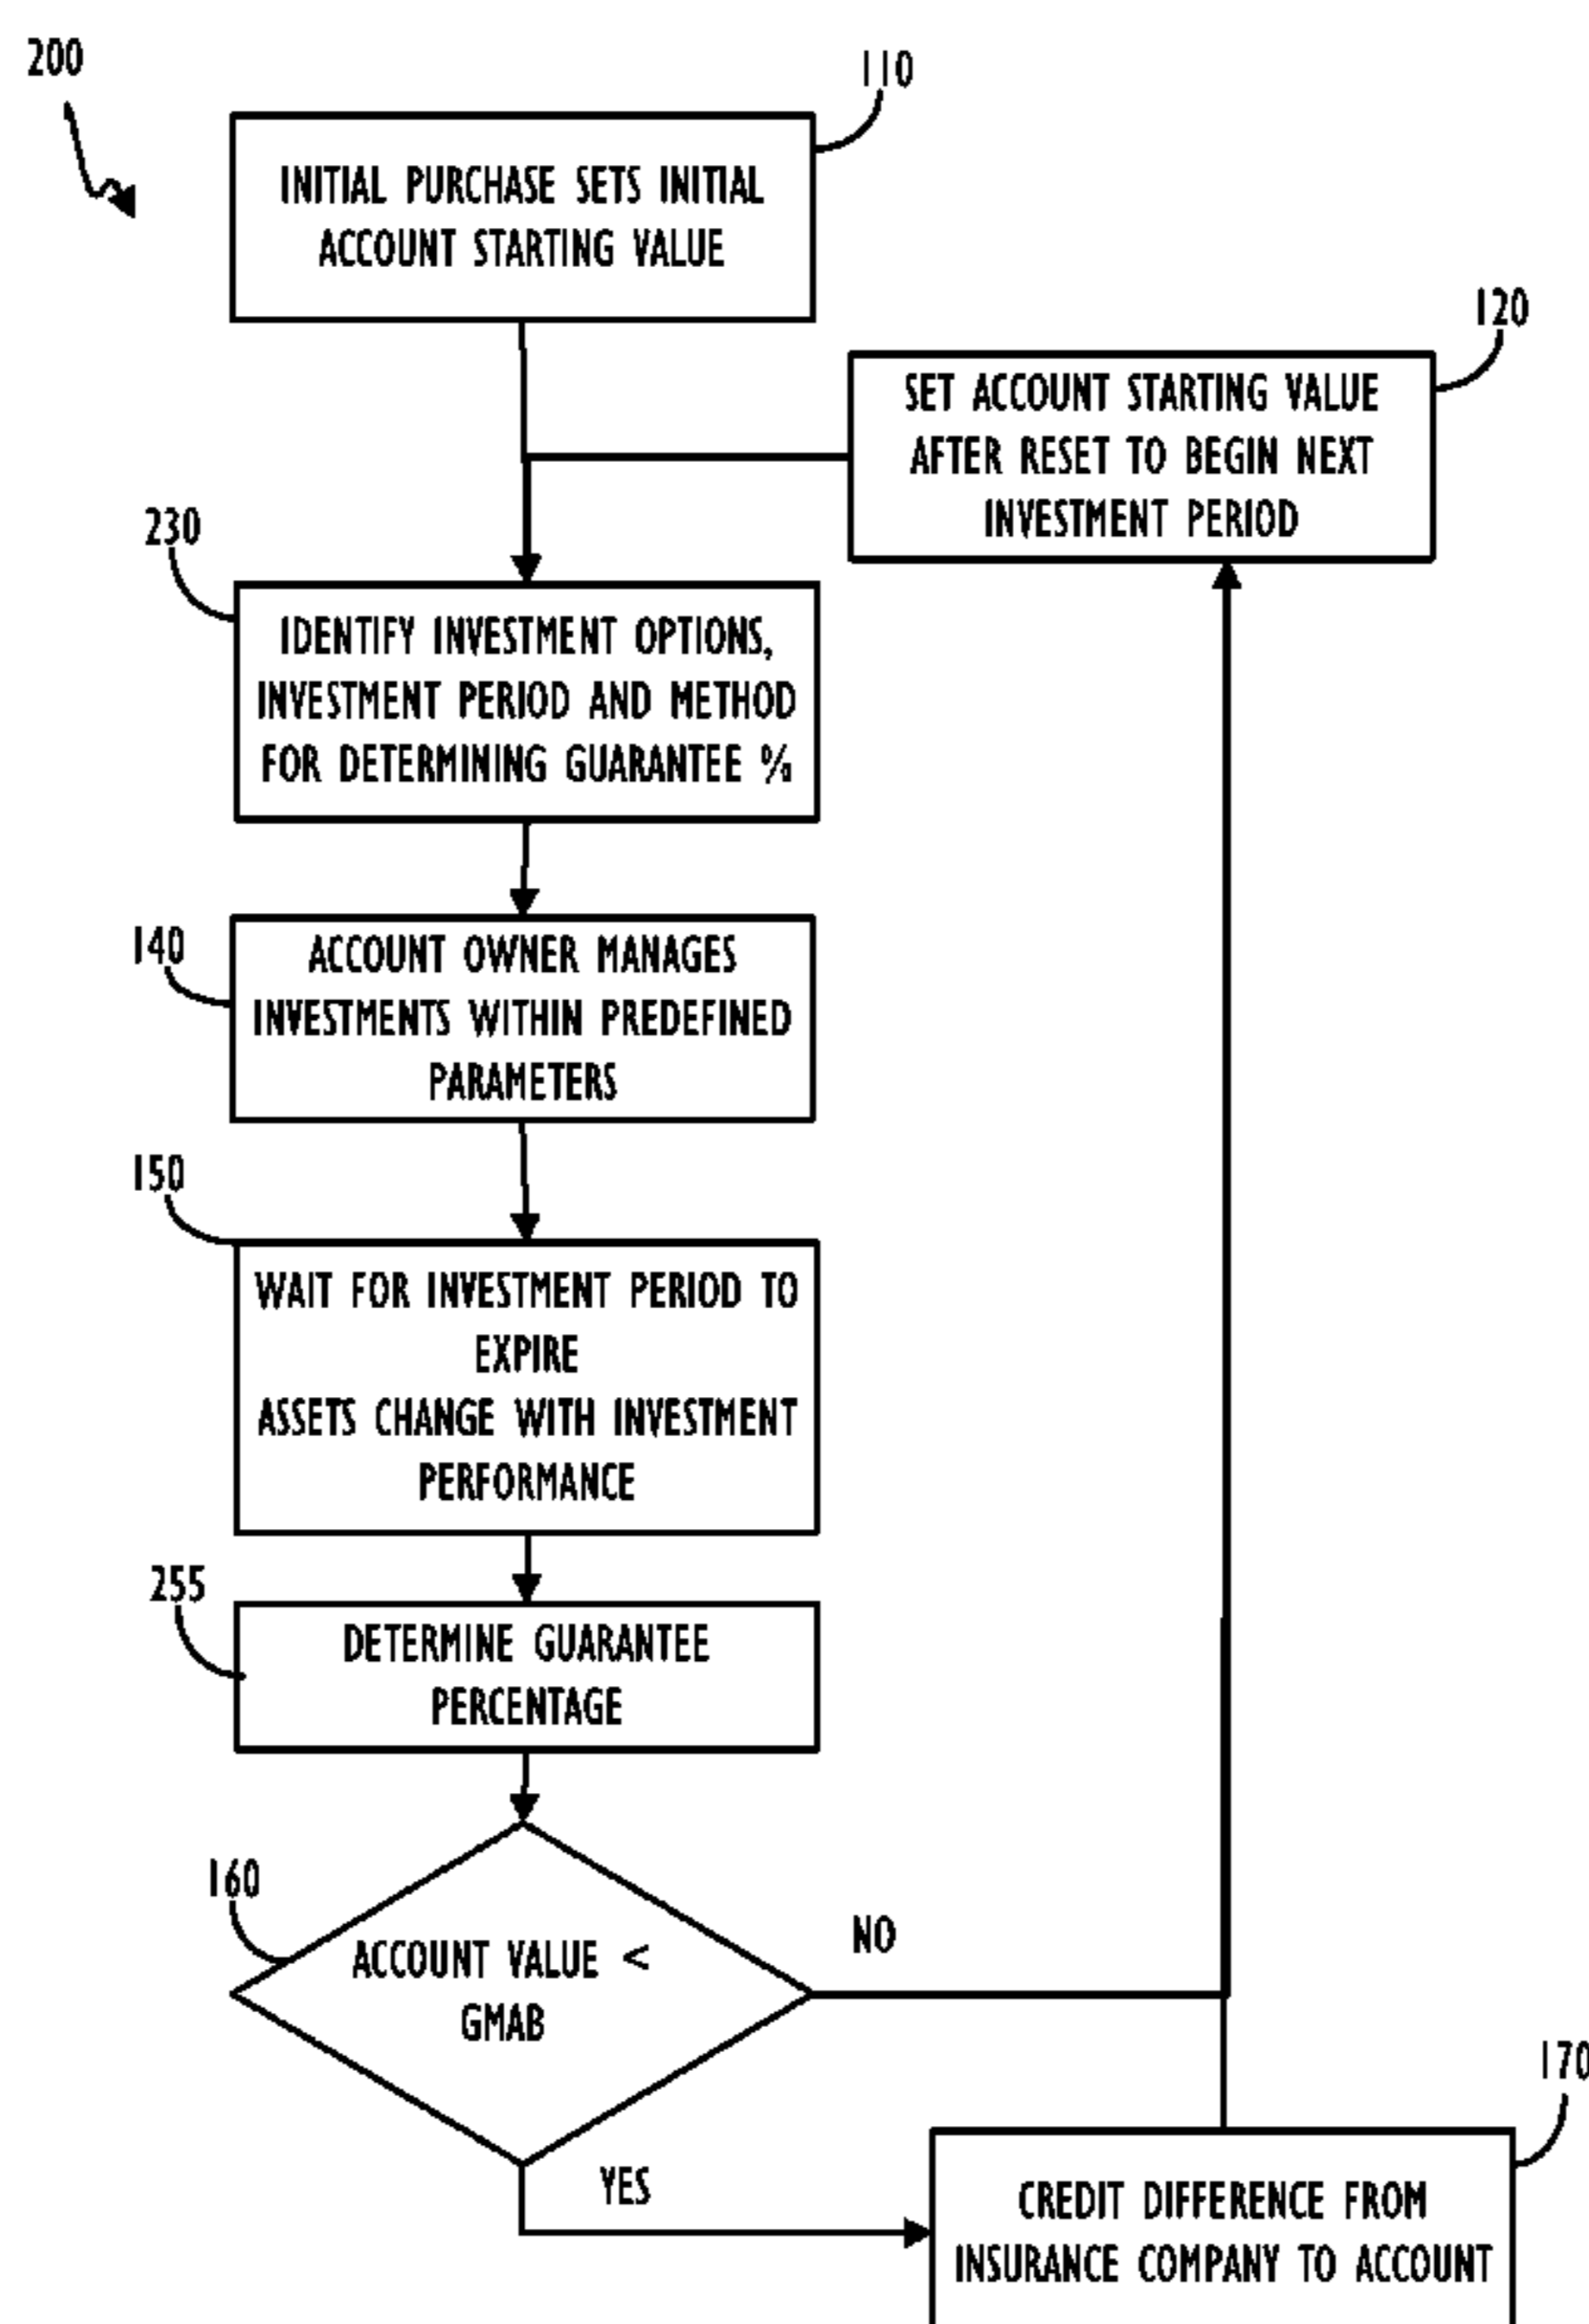 200
110
INITIAL PURCHASE SETS INITIAL
ACCOUNT STARTING VALUE
120
SET ACCOUNT STARTING VALUE
AFTER RESET TO BEGIN NEXT
INVESTMENT PERIOD
230
IDENTIFY INVESTMENT OPTIONS,
INVESTMENT PERIOD AND METHOD
FOR DETERMINING GUARANTEE %
140
ACCOUNT OWNER MANAGES
INVESTMENTS WITHIN PREDEFINED
PARAMETERS
150
WAIT FOR INVESTMENT PERIOD TO
EXPIRE
ASSETS CHANGE WITH INVESTMENT
PERFORMANCE
255
DETERMINE GUARANTEE
PERCENTAGE
160
ACCOUNT VALUE <
GMAB
NO
YES
170
CREDIT DIFFERENCE FROM
INSURANCE COMPANY TO ACCOUNT